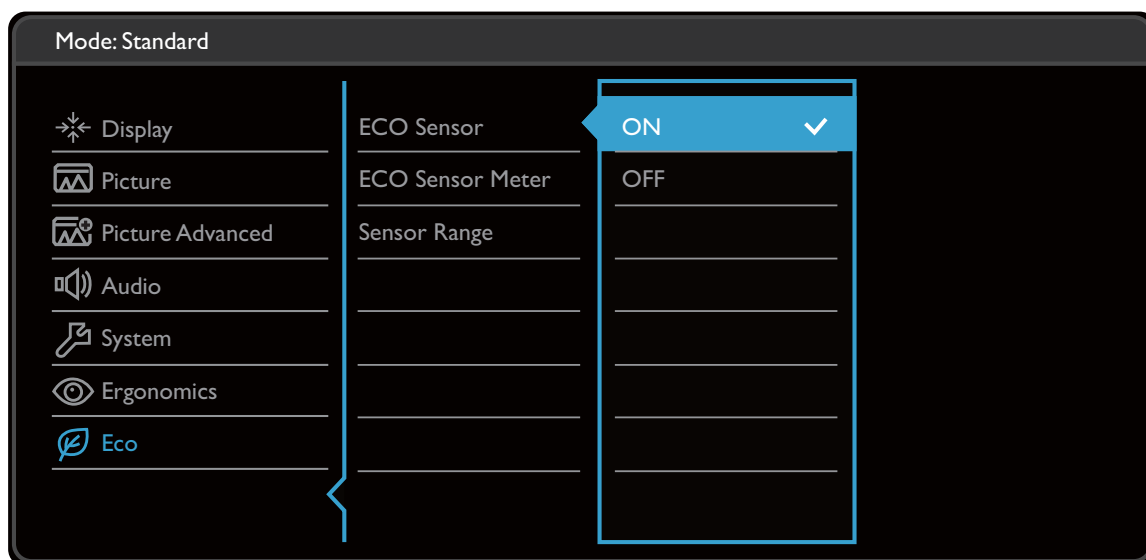 Mode: Standard
Display
Picture
Picture Advanced
Audio
System
Ergonomics
Eco
ECO Sensor
ECO Sensor Meter
Sensor Range
ON
OFF